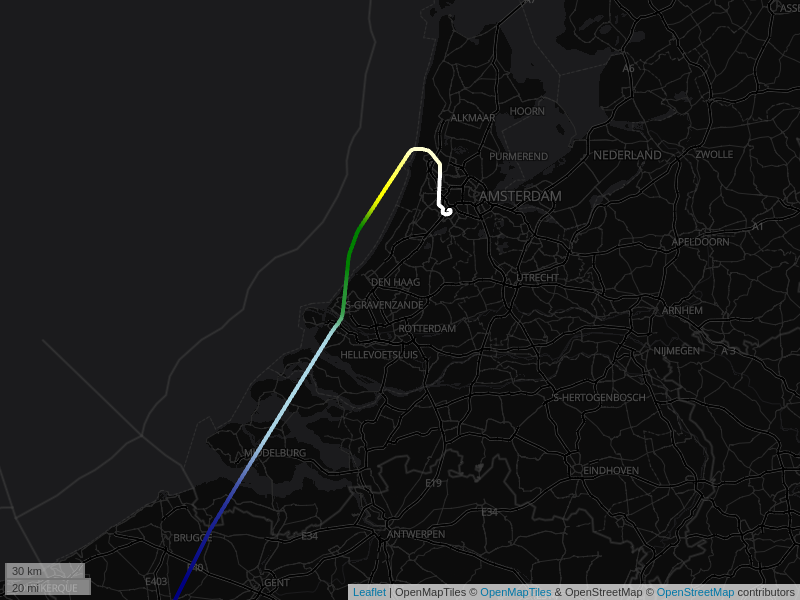 A7
ASSE
A6
ALKMAAR
HOORN
PURMEREND
NEDERLAND
ZWOLLE
AMSTERDAM
A1
APELDOORN
DEN HAAG
UTRECHT
'S-GRAVENZANDE
ARNHEM
ROTTERDAM
HELLEVOETSLUIS
NIJMEGEN
A 3
'S-HERTOGENBOSCH
MIDDELBURG
EINDHOVEN
E19
E34
BRUGGE
E34
ANTWERPEN
E40
E403
GENT
30 km
20 mi
Leaflet | OpenMapTiles © OpenMapTiles & OpenStreetMap © OpenStreetMap contributors